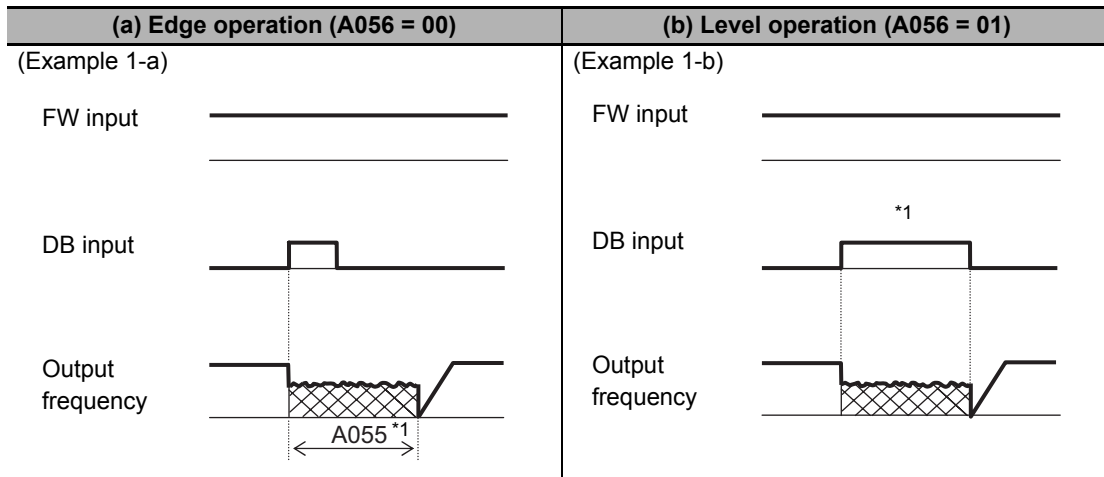 (a) Edge operation (A056 = 00)
(Example 1-a)
FW input
DB input
Output
frequency
A055 *1
(b) Level operation (A056 = 01)
(Example 1-b)
FW input
*1
DB input
Output
frequency